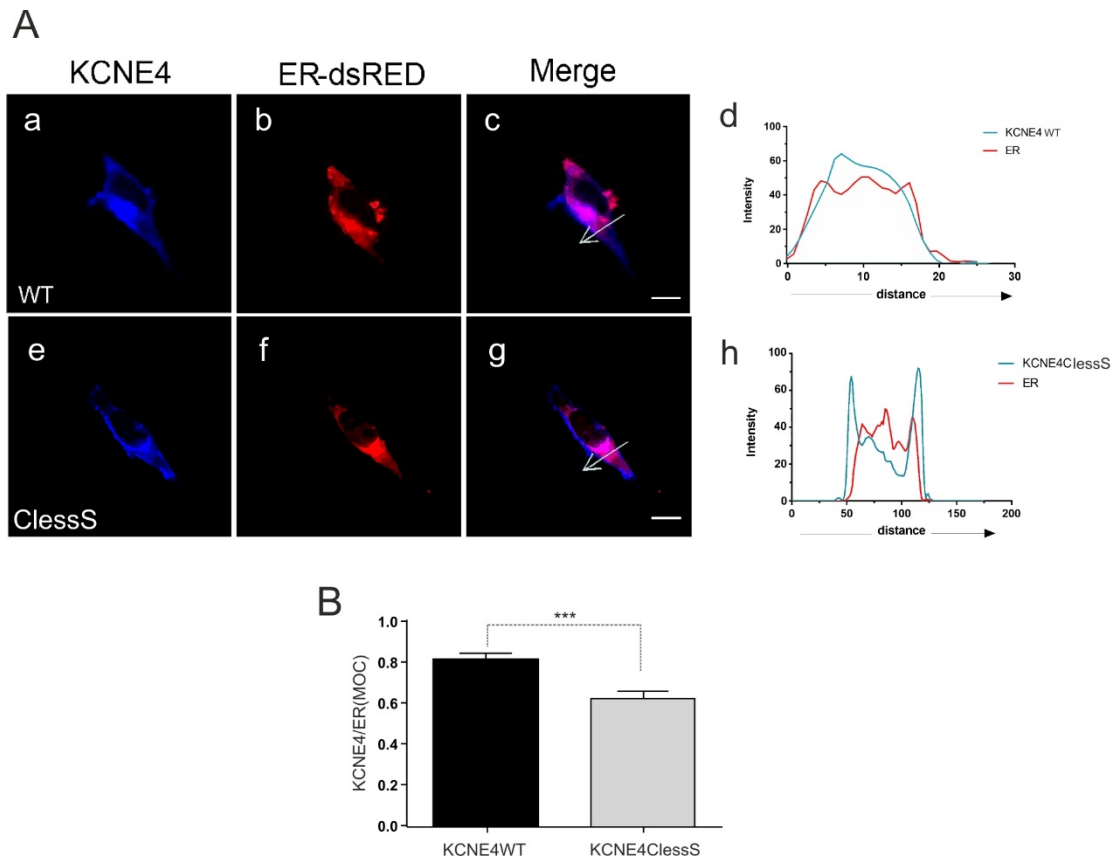 A
KCNE4 ER-dsRED Merge
a b c
WT
d
KCNE4 WT
ER
100
80
60
40
20
0
Intensity
0 10 20 30
distance
e f g
ClessS
h
KCNE4ClessS
ER
100
80
60
40
20
0
Intensity
0 50 100 150 200
distance
B
***
1.0
0.8
0.6
0.4
0.2
0.0
KCNE4/ER(MOC)
KCNE4WT KCNE4ClessS